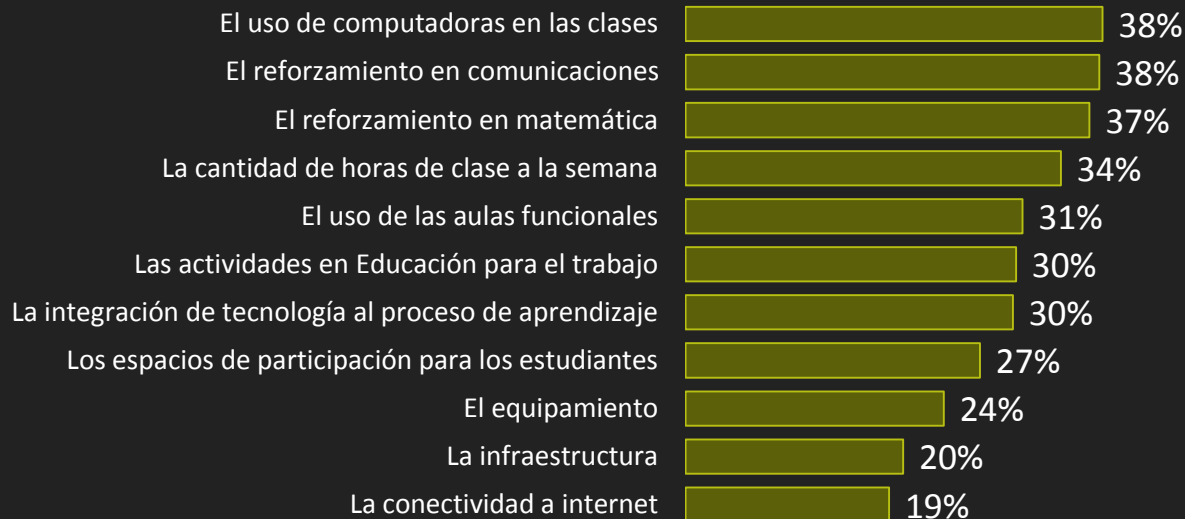 El uso de computadoras en las clases 38%
El reforzamiento en comunicaciones 38%
El reforzamiento en matemática 37%
La cantidad de horas de clase a la semana 34%
El uso de las aulas funcionales 31%
Las actividades en Educación para el trabajo 30%
La integración de tecnología al proceso de aprendizaje 30%
Los espacios de participación para los estudiantes 27%
El equipamiento 24%
La infraestructura 20%
La conectividad a internet 19%